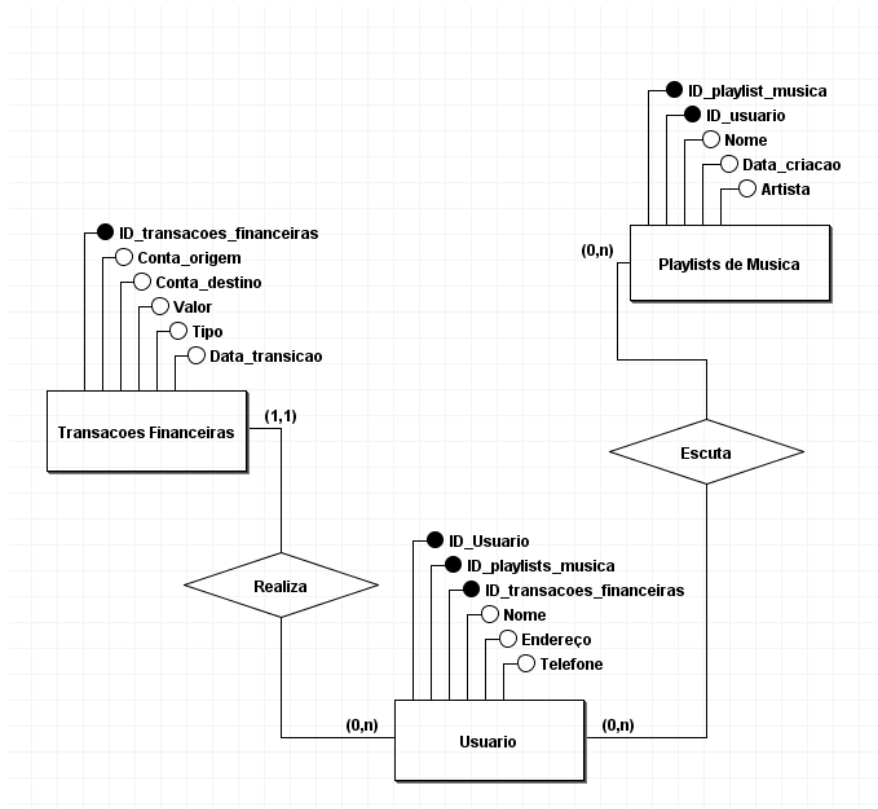 ID_playlist_musica
ID_usuario
Nome
Data_criacao
Artista
(0,n)
Playlists de Musica
ID_transacoes_financeiras
Conta_origem
Conta_destino
Valor
Tipo
Data_transicao
(1,1)
Transacoes Financeiras
Escuta
ID_Usuario
ID_playlists_musica
ID_transacoes_financeiras
Nome
Endereço
Telefone
Realiza
(0,n)
(0,n)
Usuario